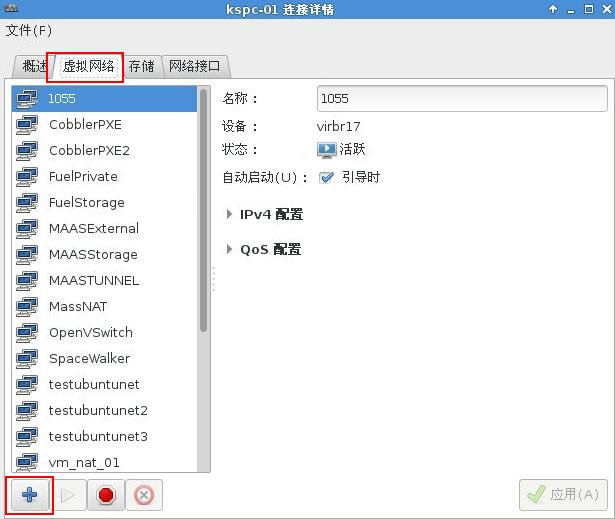 kspc-01 连接详情
文件(F)
概述 虚拟网络 存储 网络接口
1055
CobblerPXE
CobblerPXE2
FuelPrivate
FuelStorage
MAASExternal
MAASStorage
MAASTUNNEL
MassNAT
OpenVSwitch
SpaceWalker
testubuntunet
testubuntunet2
testubuntunet3
vm_nat_01
名称： 1055
设备： virbr17
状态： 活跃
自动启动(U)： 引导时
IPv4 配置
QoS 配置
应用(A)